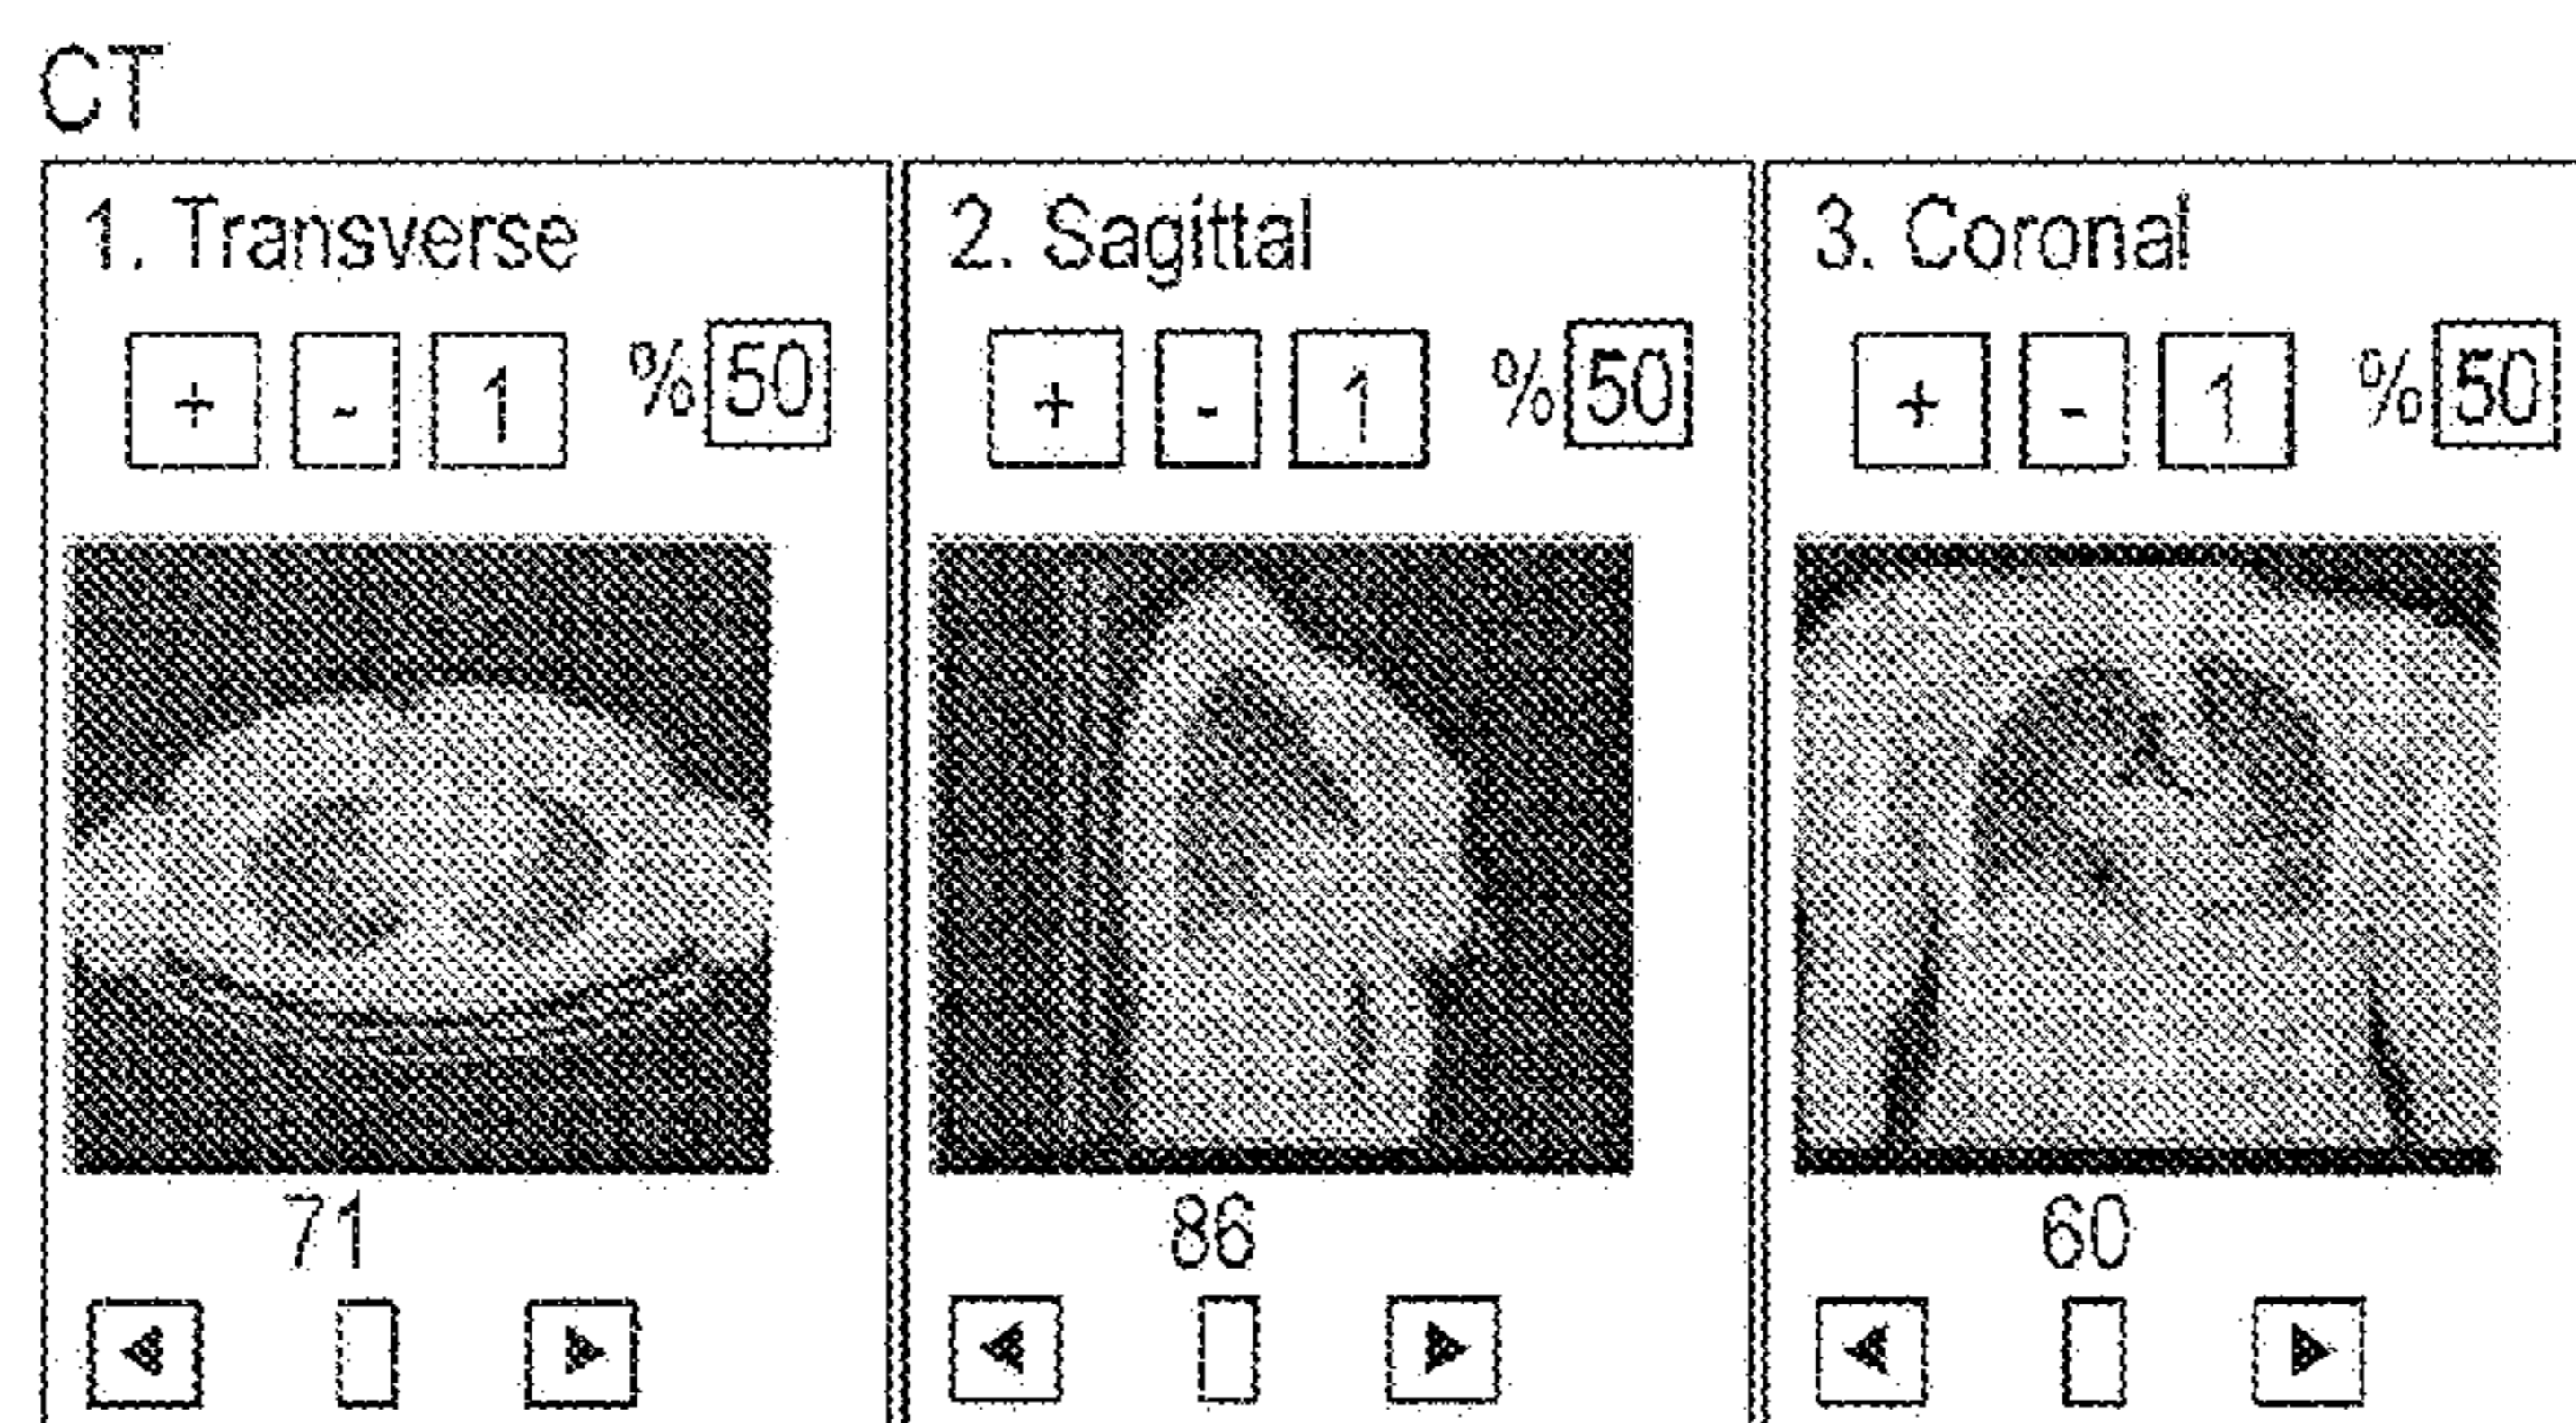 CT
1. Transverse 2. Sagittal 3. Coronal
+ - 1 % 50 + - 1 % 50 + - 1 % 50
71 86 60